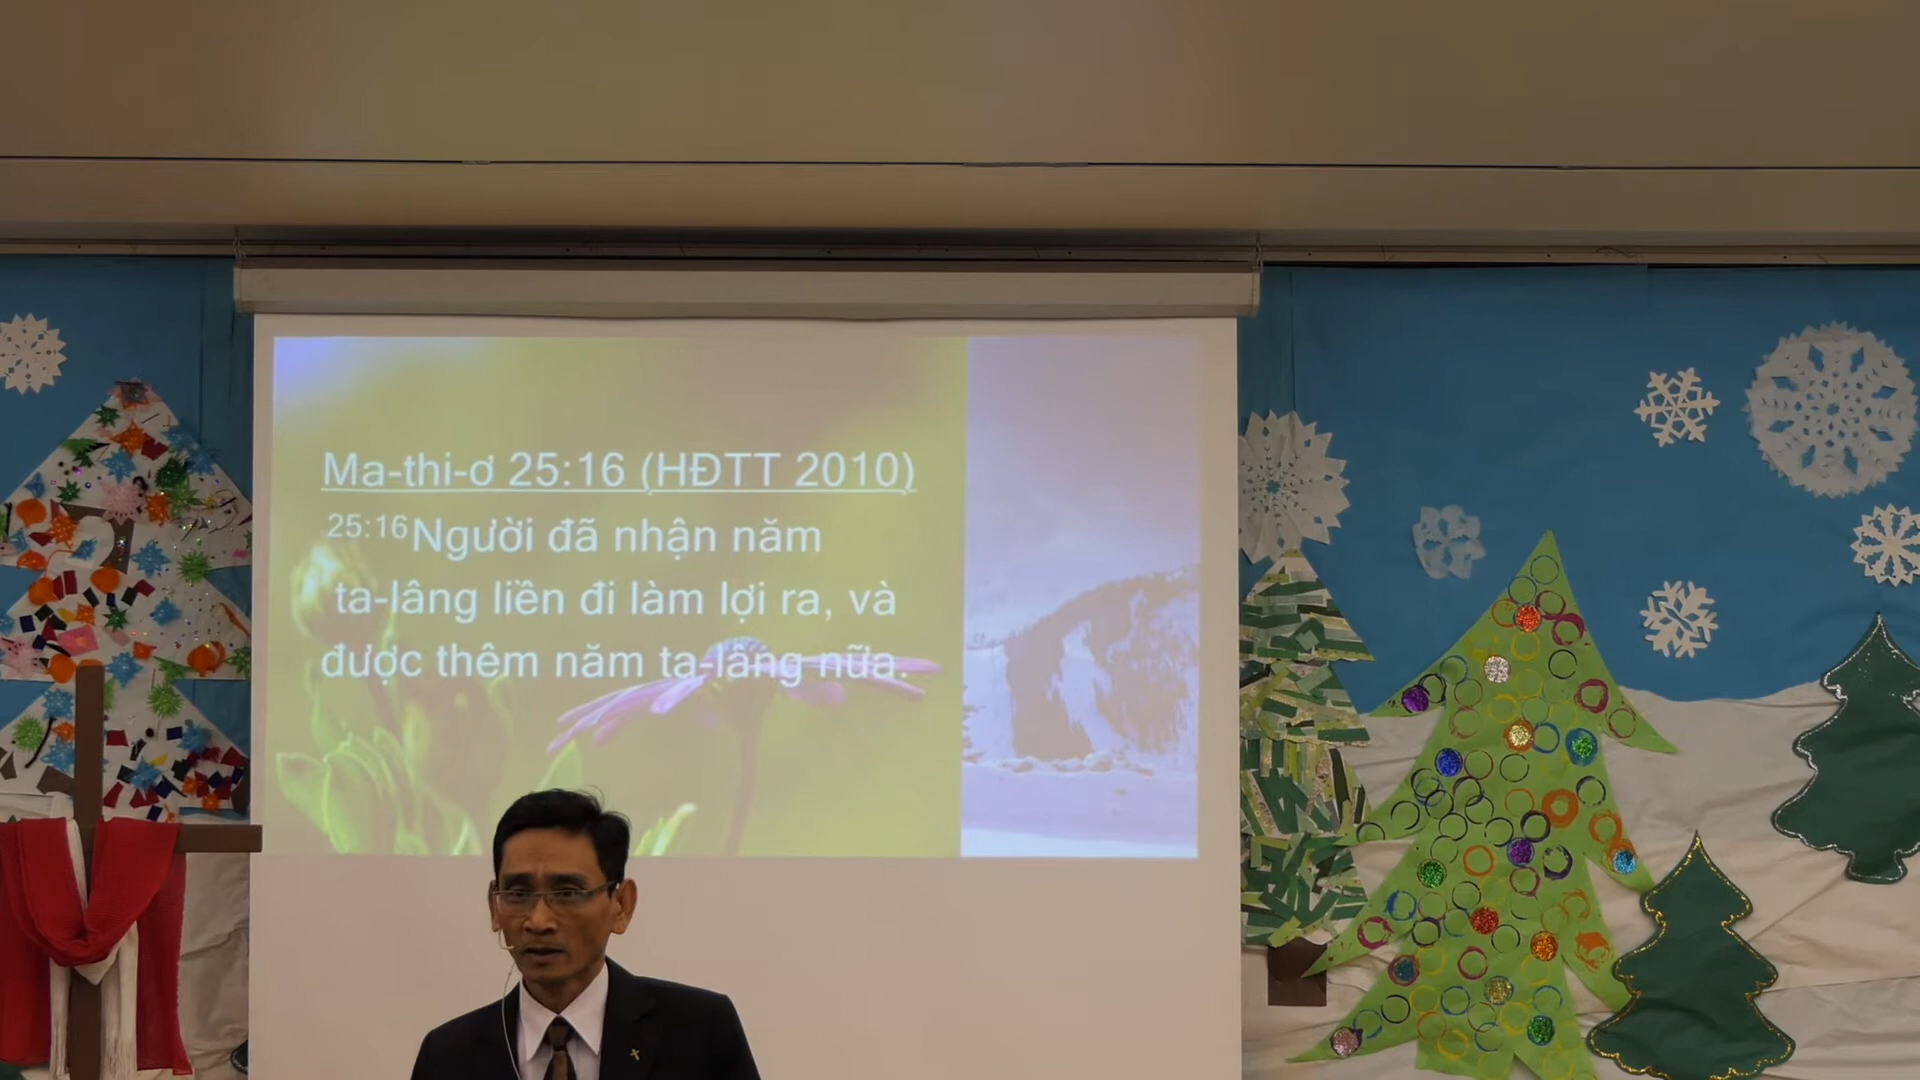 Ma-thi-ơ 25:16 (HĐTT 2010)
25:16Người đã nhận năm
ta-lâng liền đi làm lợi ra, và
được thêm năm ta-lâng nữa.